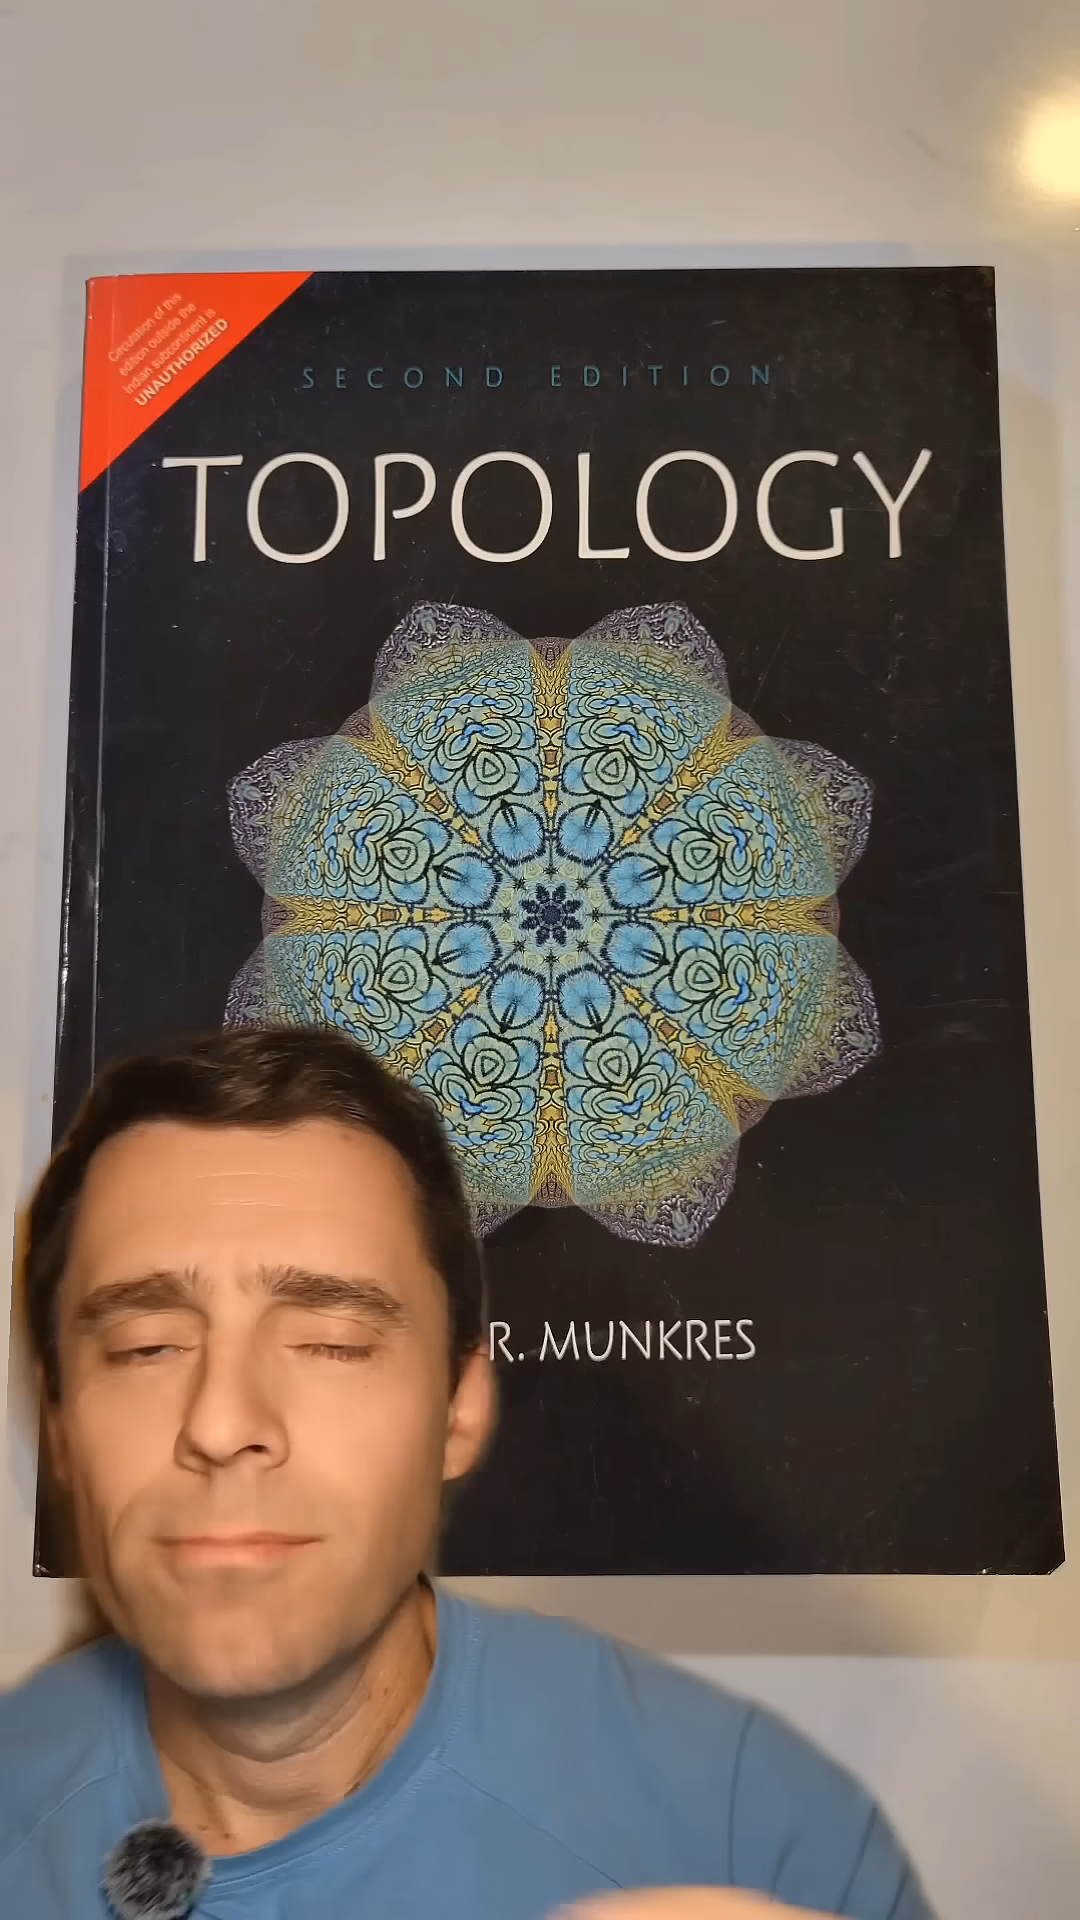 Circulation of this
edition outside the
Indian subcontinent is
UNAUTHORIZED
SECOND EDITION
TOPOLOGY
R. MUNKRES